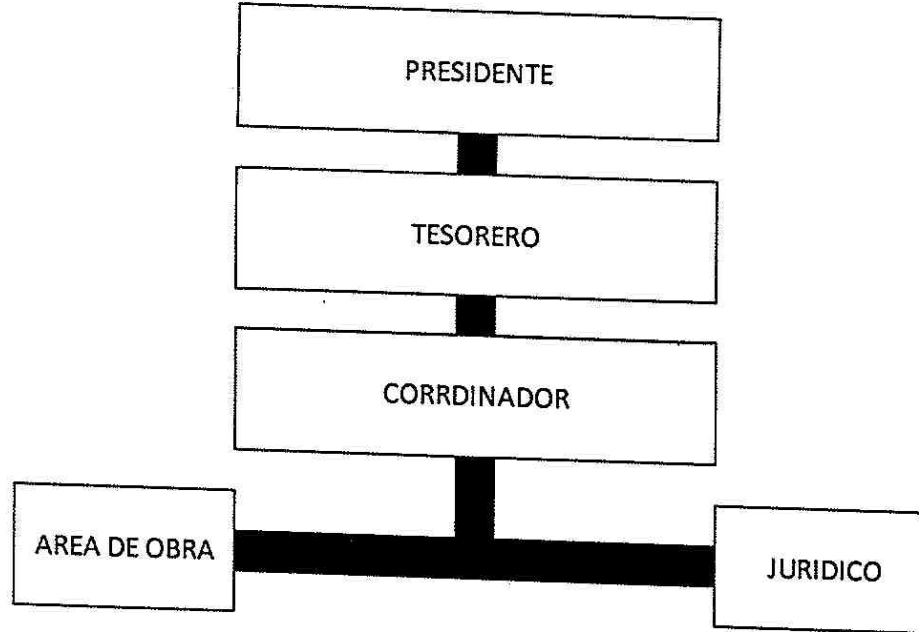 PRESIDENTE
TESORERO
CORRDINADOR
AREA DE OBRA
JURIDICO